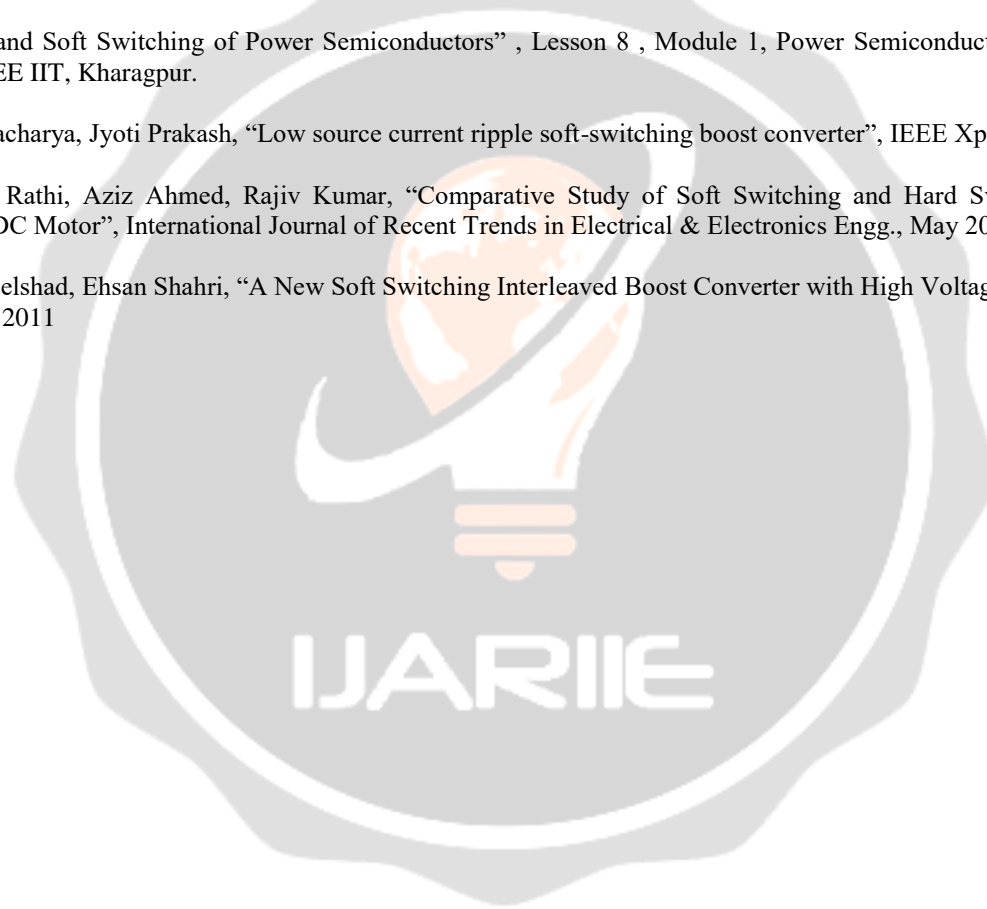 and Soft Switching of Power Semiconductors” , Lesson 8 , Module 1, Power Semiconduct
EE IIT, Kharagpur.
acharya, Jyoti Prakash, “Low source current ripple soft-switching boost converter”, IEEE Xp
Rathi, Aziz Ahmed, Rajiv Kumar, “Comparative Study of Soft Switching and Hard S
DC Motor”, International Journal of Recent Trends in Electrical & Electronics Engg., May 20
elshad, Ehsan Shahri, “A New Soft Switching Interleaved Boost Converter with High Voltag
2011
IJARIIE